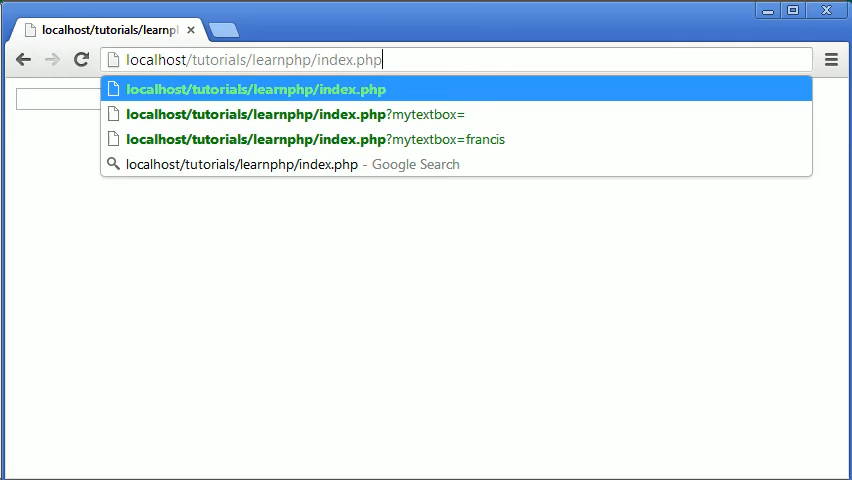 localhost/tutorials/learnpl
localhost/tutorials/learnphp/index.php
localhost/tutorials/learnphp/index.php
localhost/tutorials/learnphp/index.php?mytextbox=
localhost/tutorials/learnphp/index.php?mytextbox=francis
localhost/tutorials/learnphp/index.php - Google Search